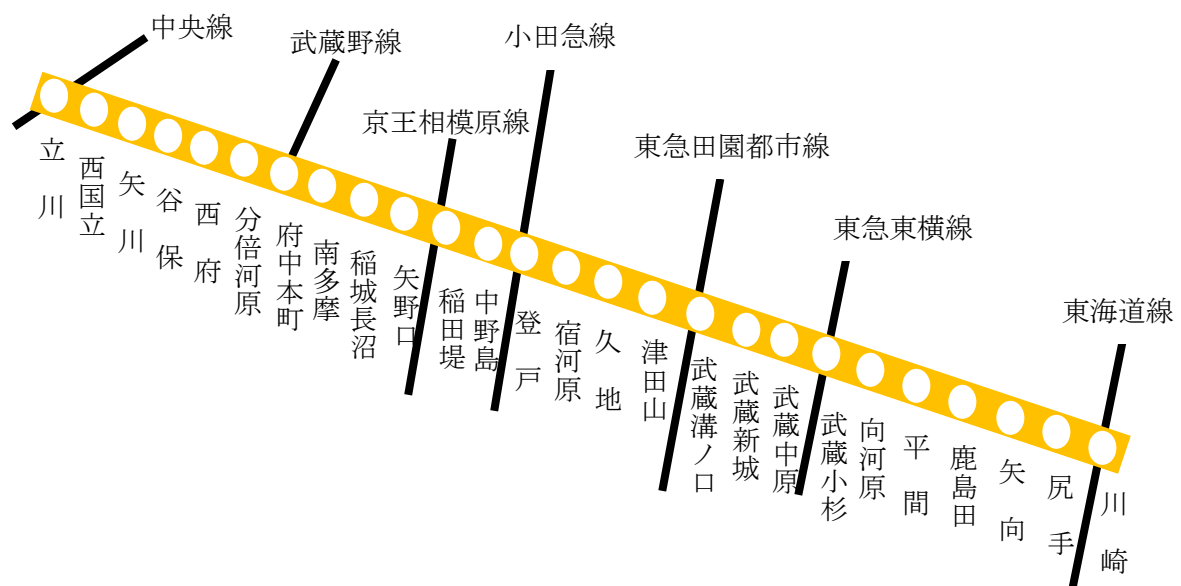 中央線
武蔵野線
小田急線
京王相模原線
東急田園都市線
東急東横線
東海道線
立川
西国立
矢川
谷保
西府
分倍河原
府中本町
南多摩
稲城長沼
矢野口
稲田堤
中野島
登戸
宿河原
久地
津田山
武蔵溝ノ口
武蔵新城
武蔵中原
武蔵小杉
向河原
平間
鹿島田
矢向
尻手
川崎